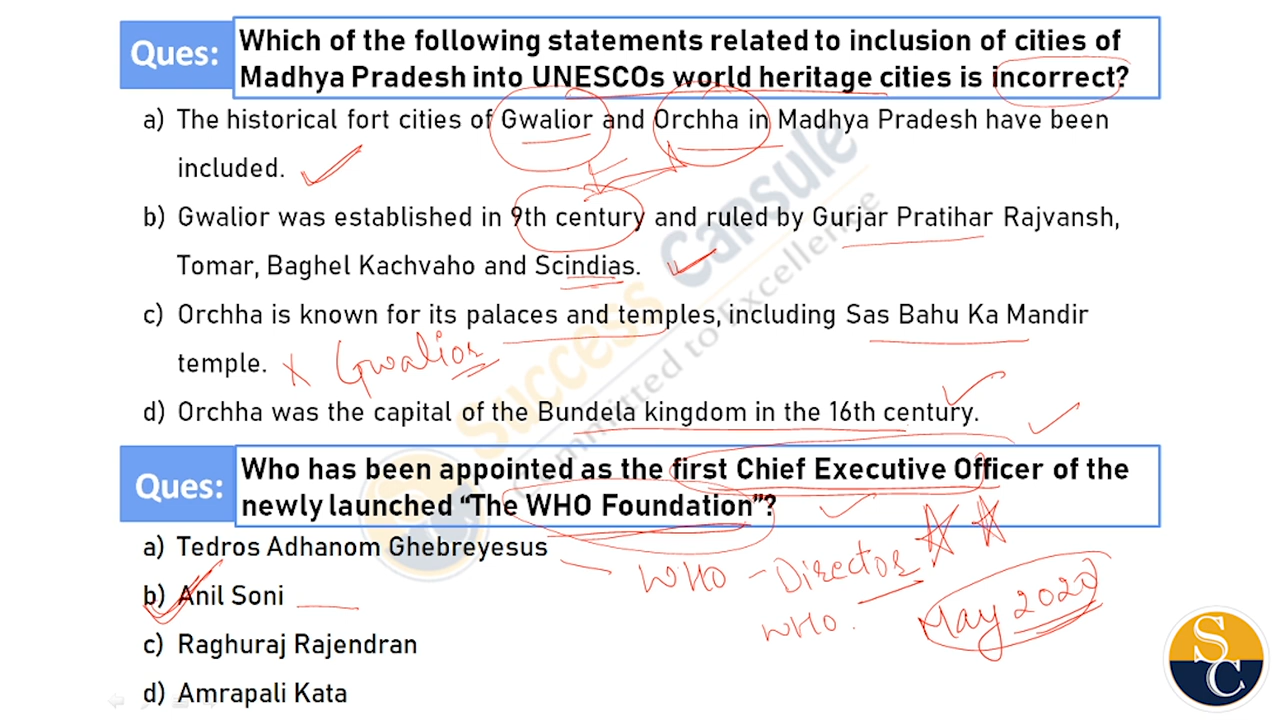 Ques: Which of the following statements related to inclusion of cities of
Madhya Pradesh into UNESCOs world heritage cities is incorrect?
a) The historical fort cities of Gwalior and Orchha in Madhya Pradesh have been
included.
b) Gwalior was established in 9th century and ruled by Gurjar Pratihar Rajvansh,
Tomar, Baghel Kachvaho and Scindias.
c) Orchha is known for its palaces and temples, including Sas Bahu Ka Mandir
temple. X Gwalior
d) Orchha was the capital of the Bundela kingdom in the 16th century.
Ques: Who has been appointed as the first Chief Executive Officer of the
newly launched “The WHO Foundation”?
a) Tedros Adhanom Ghebreyesus
WHO - Director
b) Anil Soni
WHO
May 2020
c) Raghuraj Rajendran
d) Amrapali Kata
Success Capsule
Committed to Excellence
SC